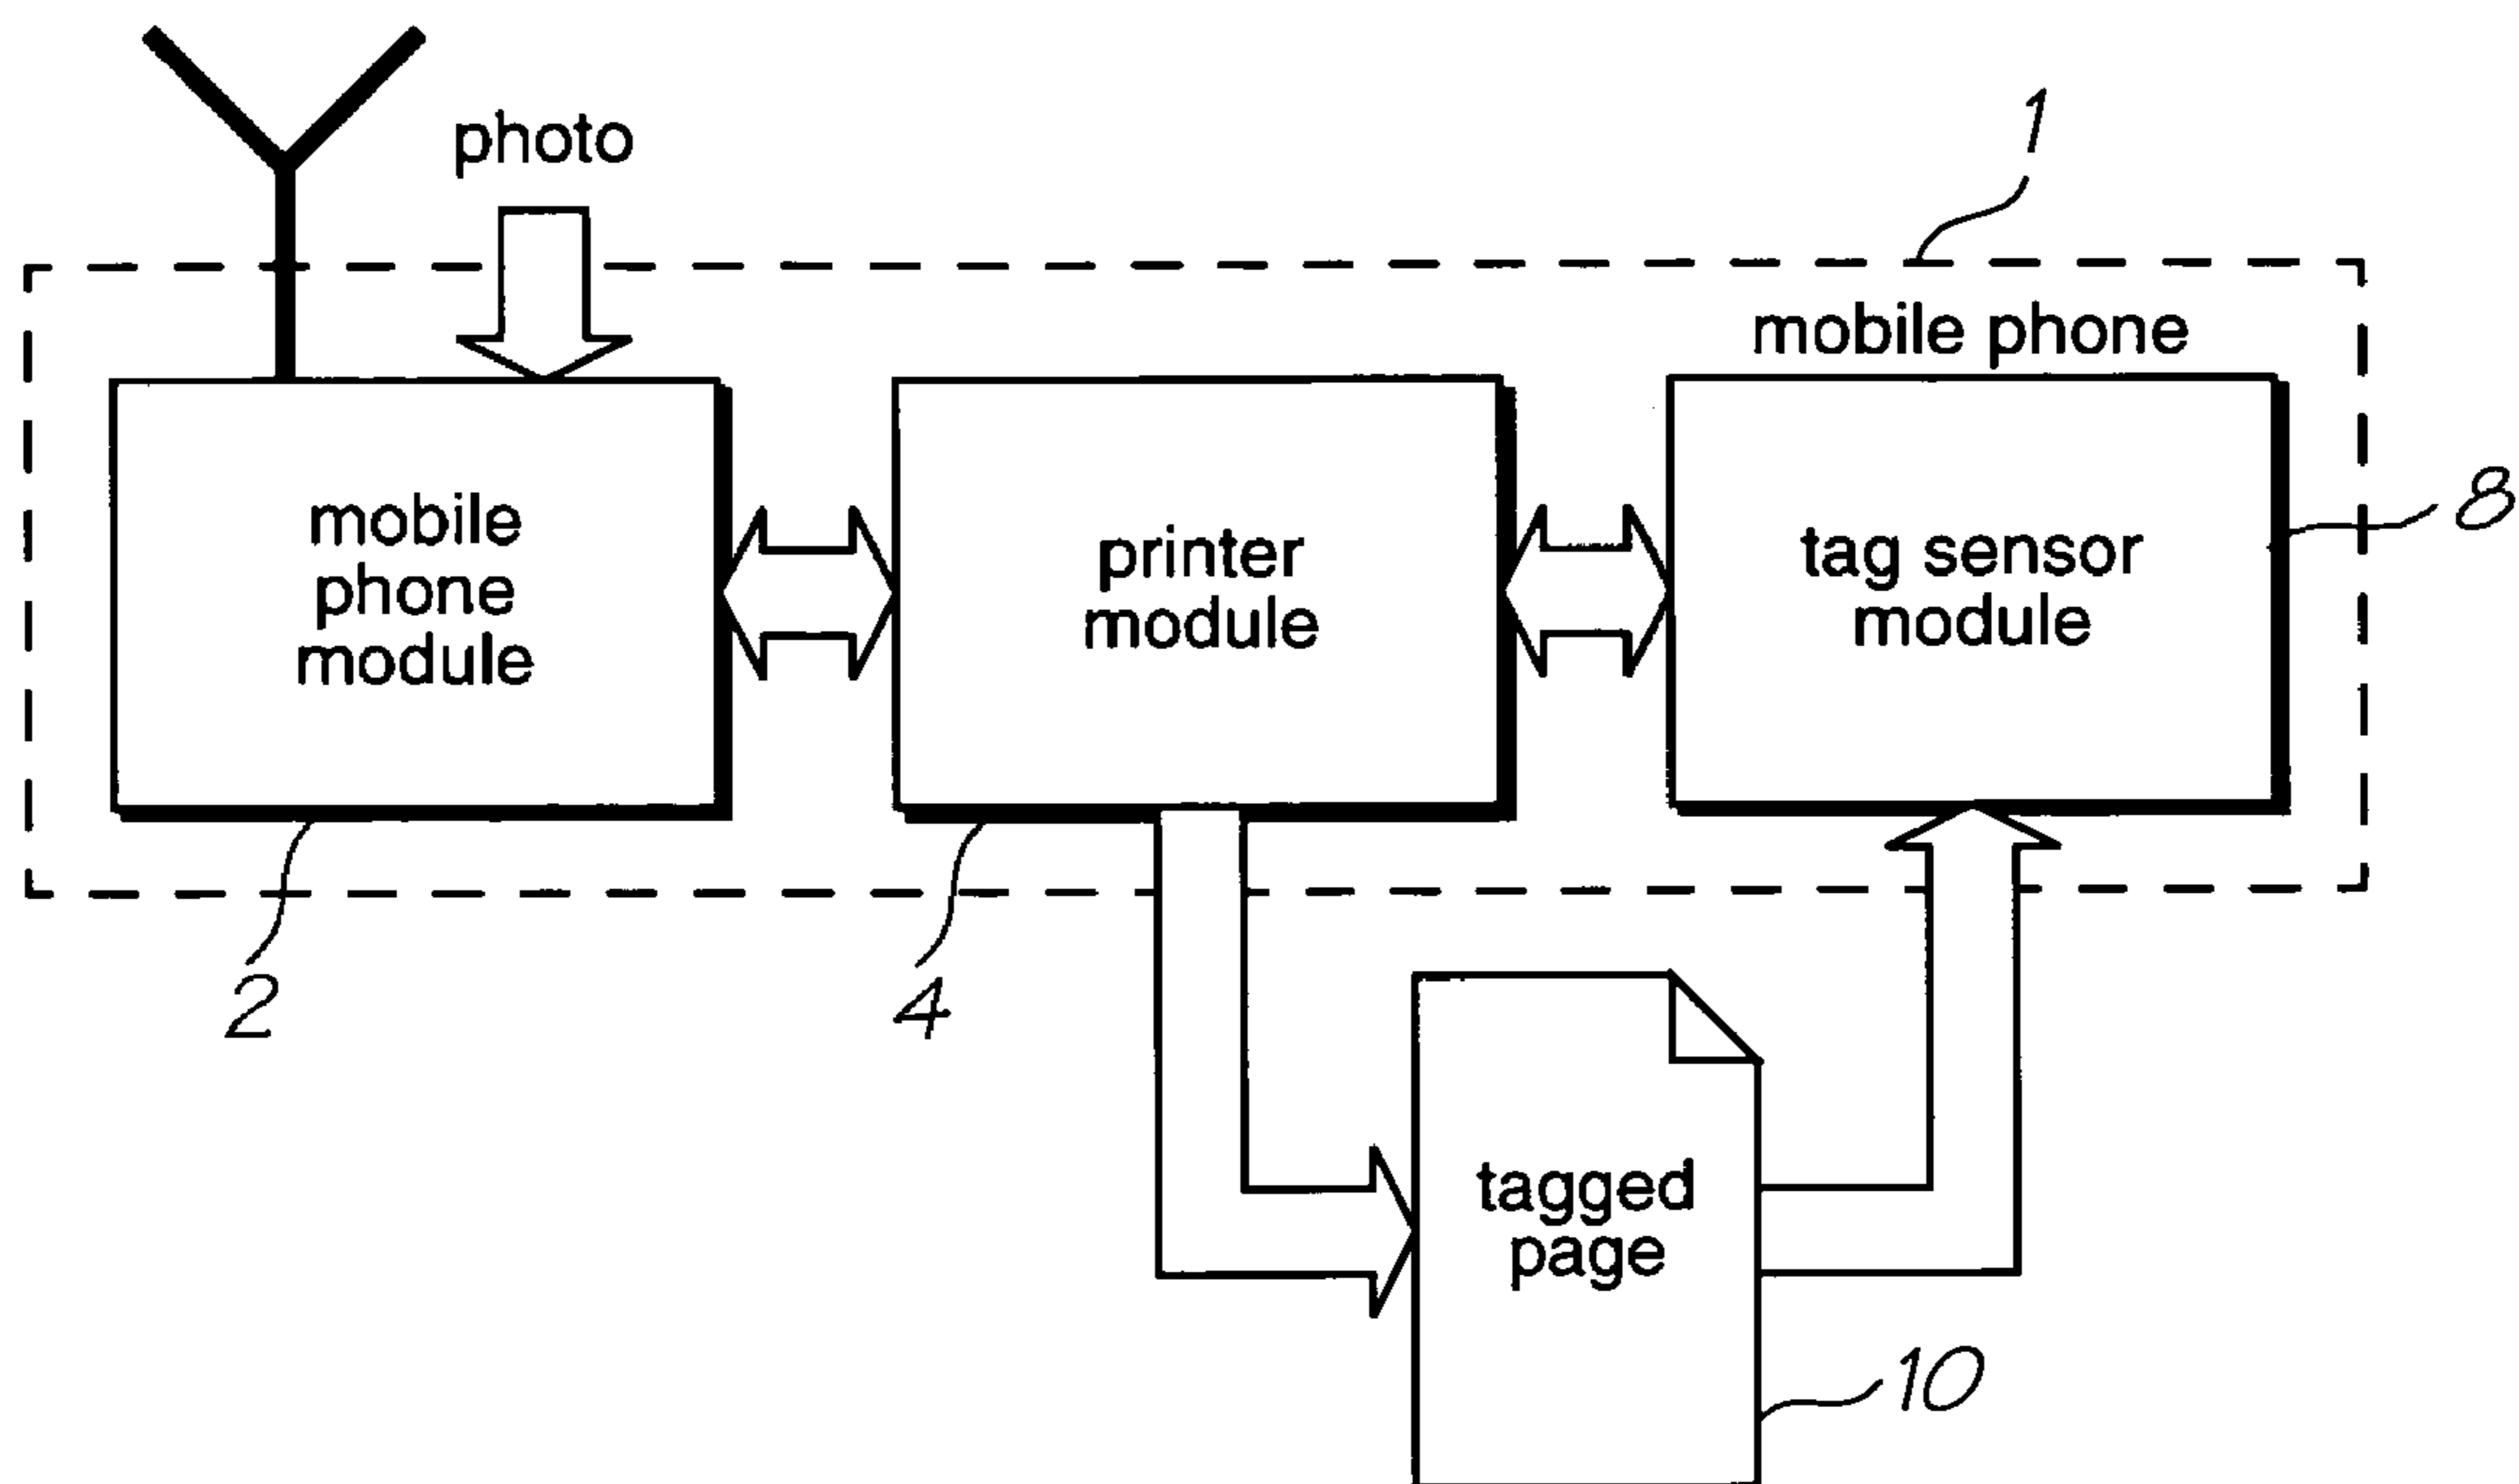 photo
1
mobile phone
mobile
phone
module
printer
module
tag sensor
module
8
2
4
tagged
page
10